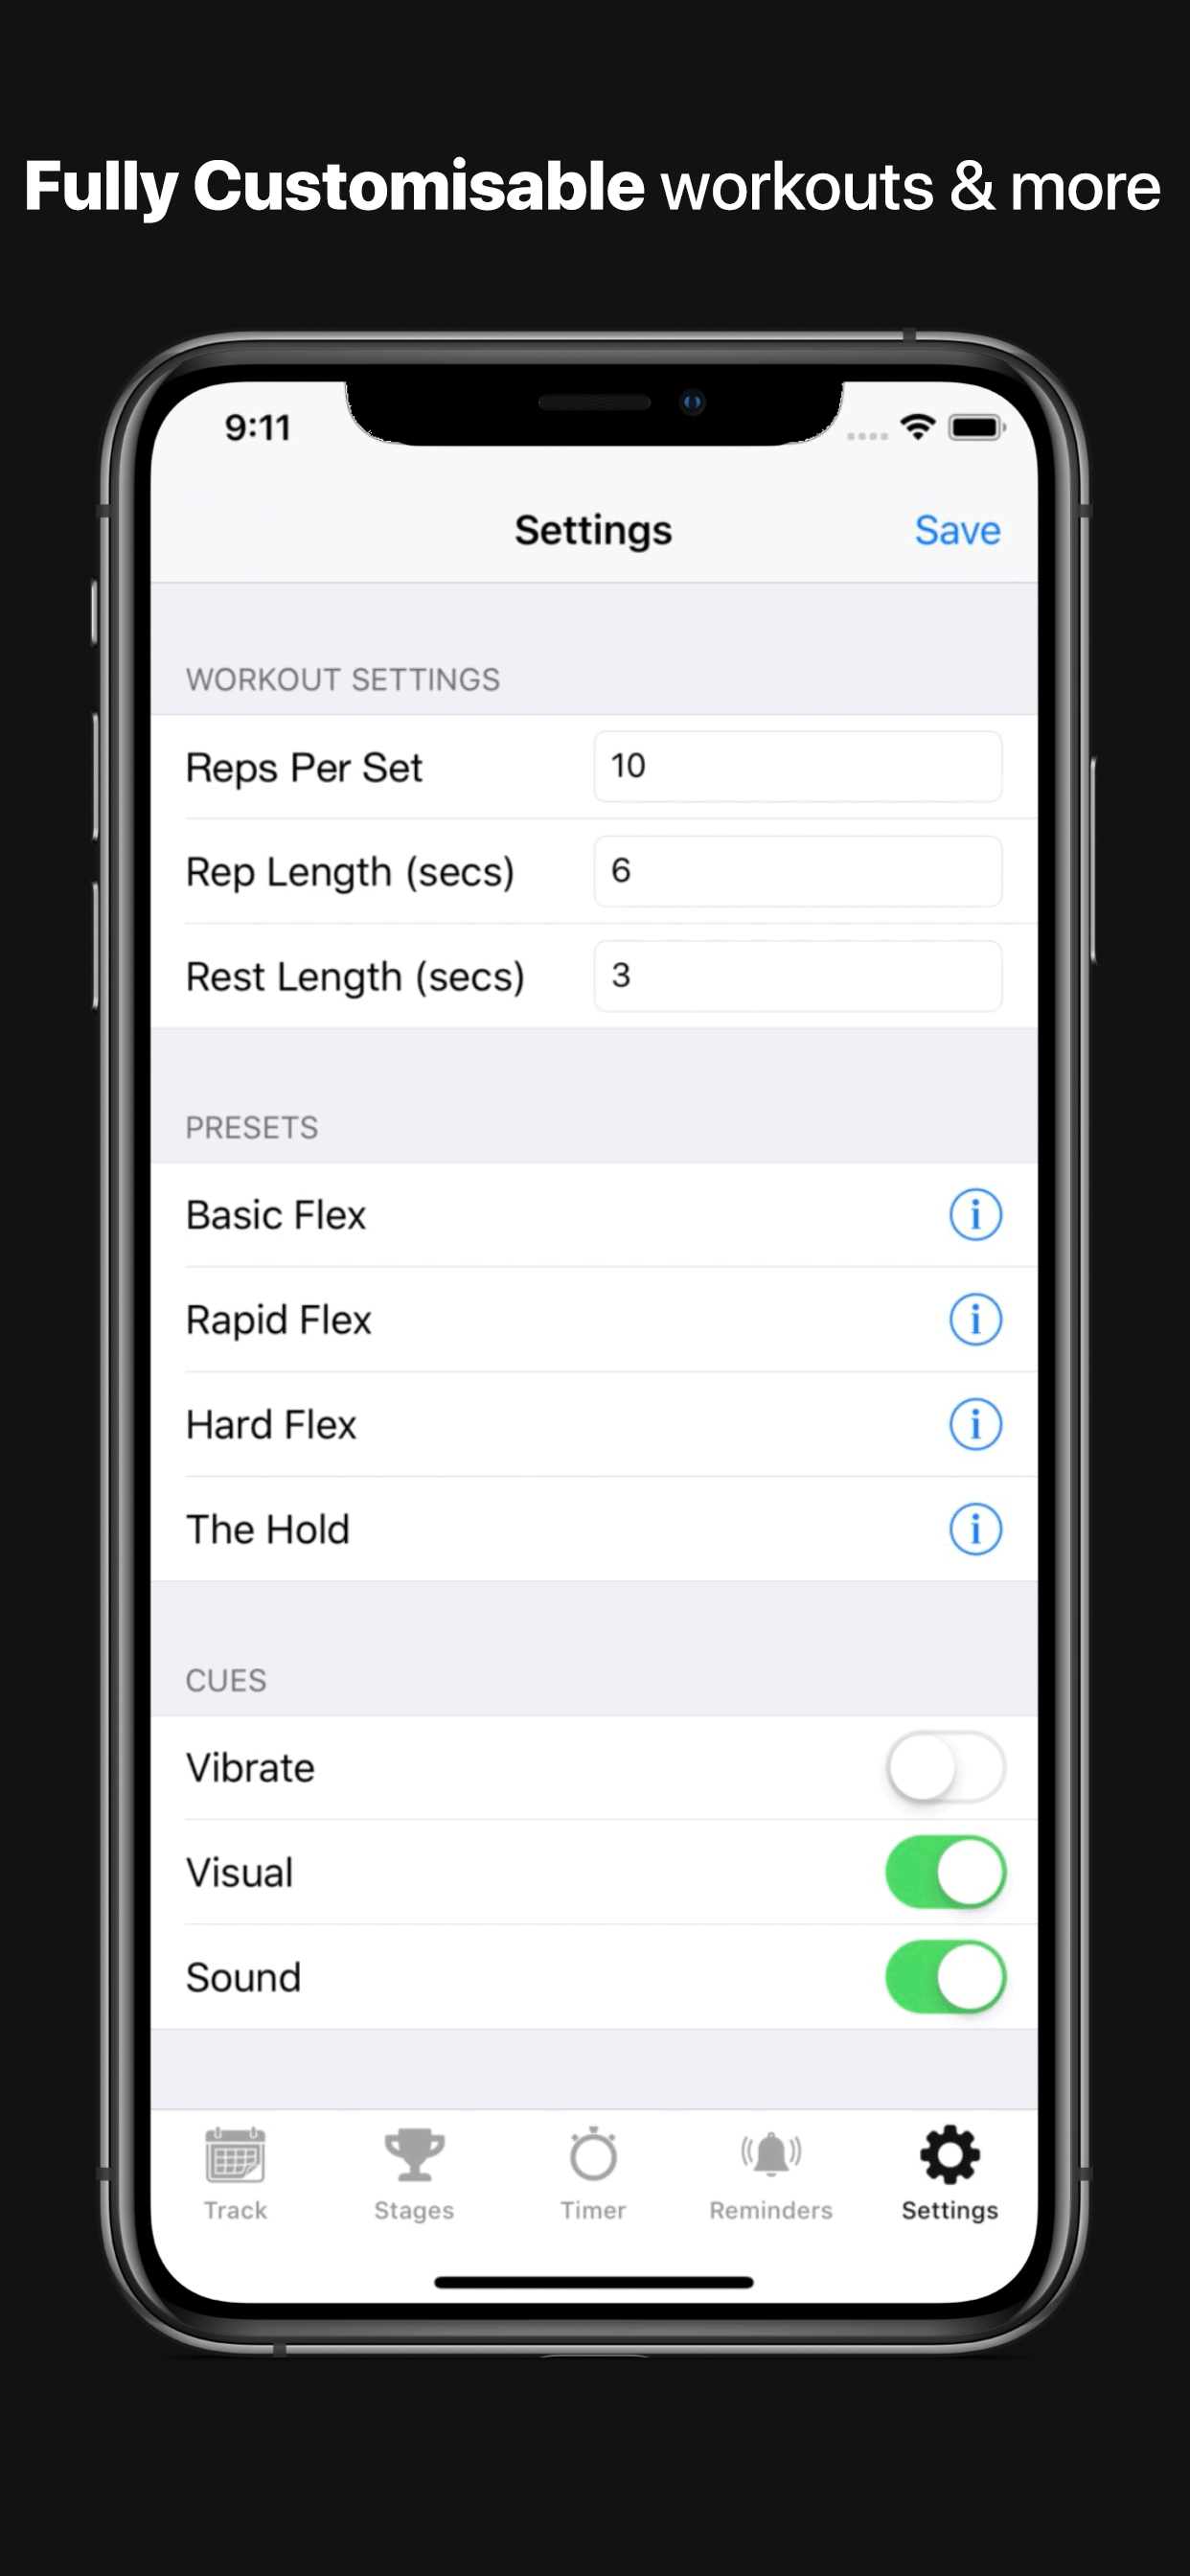 Fully Customisable workouts & more
9:11
Settings Save
WORKOUT SETTINGS
Reps Per Set 10
Rep Length (secs) 6
Rest Length (secs) 3
PRESETS
Basic Flex
Rapid Flex
Hard Flex
The Hold
CUES
Vibrate
Visual
Sound
Track Stages Timer Reminders Settings